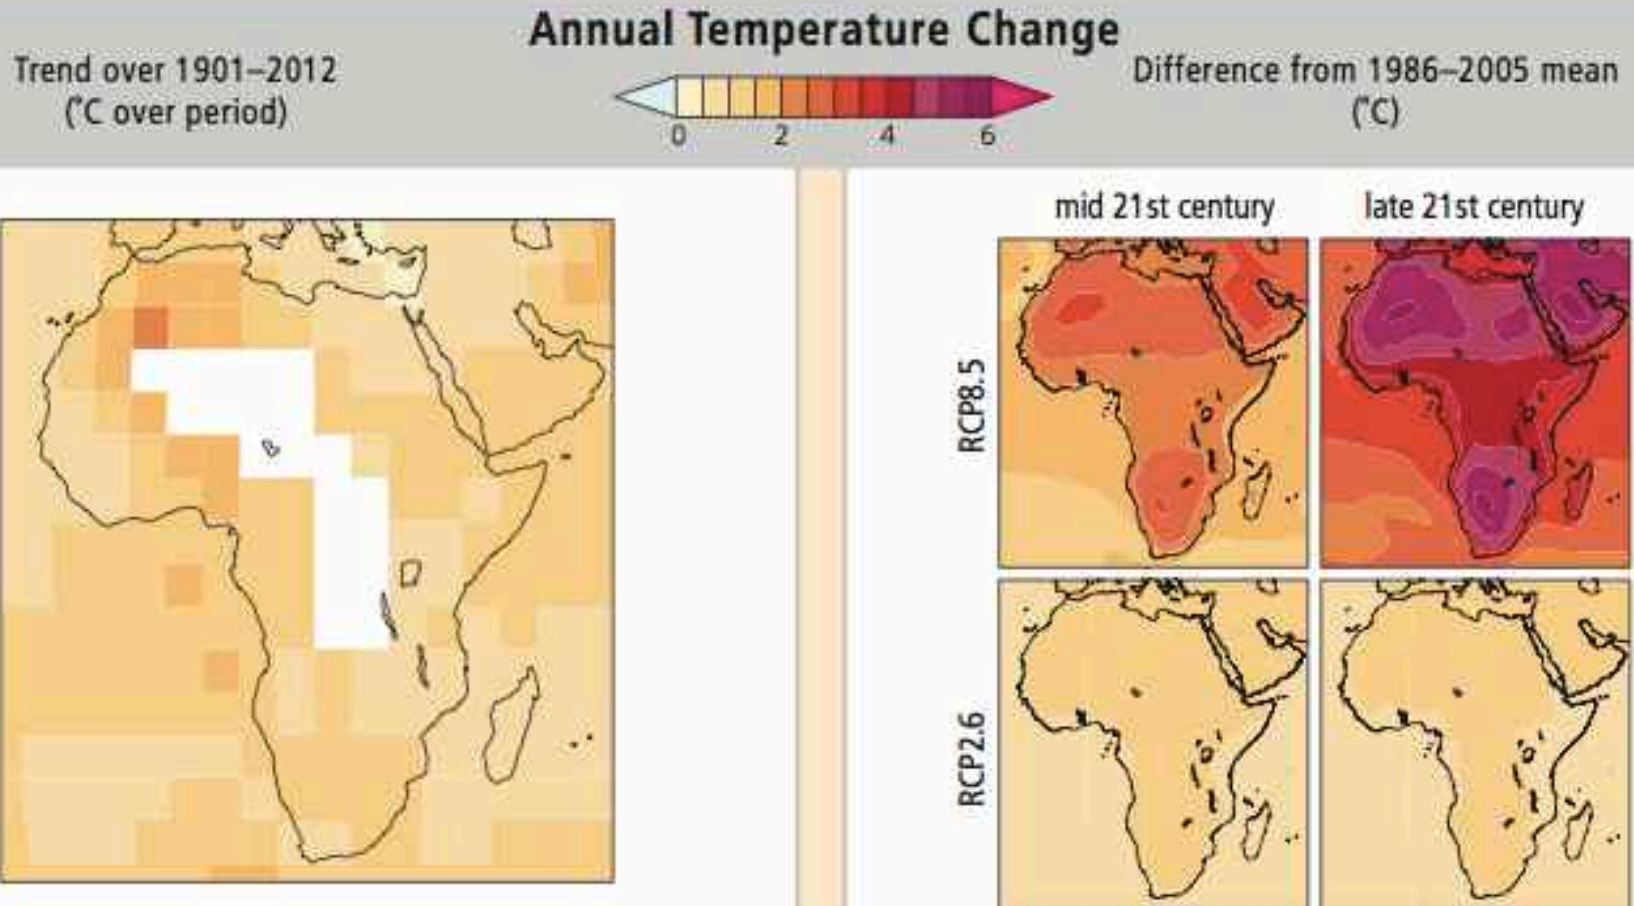 Annual Temperature Change
Trend over 1901–2012
(˚C over period)
0 2 4 6
Difference from 1986–2005 mean
(˚C)
mid 21st century
late 21st century
RCP8.5
RCP2.6